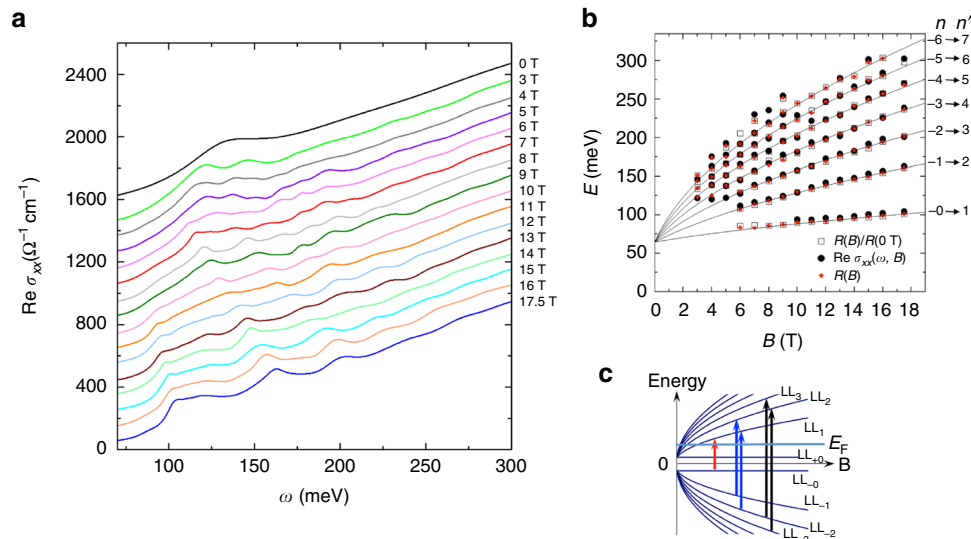 a
Re σxx(Ω−1 cm−1)
2400
2000
1600
1200
800
400
0
100
150
200
250
300
ω (meV)
0 T
3 T
4 T
5 T
6 T
7 T
8 T
9 T
10 T
11 T
12 T
13 T
14 T
15 T
16 T
17.5 T
b
n n′
E (meV)
300
250
200
150
100
50
0 2 4 6 8 10 12 14 16 18
B (T)
−6→7
−5→6
−4→5
−3→4
−2→3
−1→2
−0→1
R(B)/R(0 T)
Re σxx(ω, B)
R(B)
c
Energy
LL3
LL2
LL1
EF
LL+0
0
B
LL−0
LL−1
LL−2